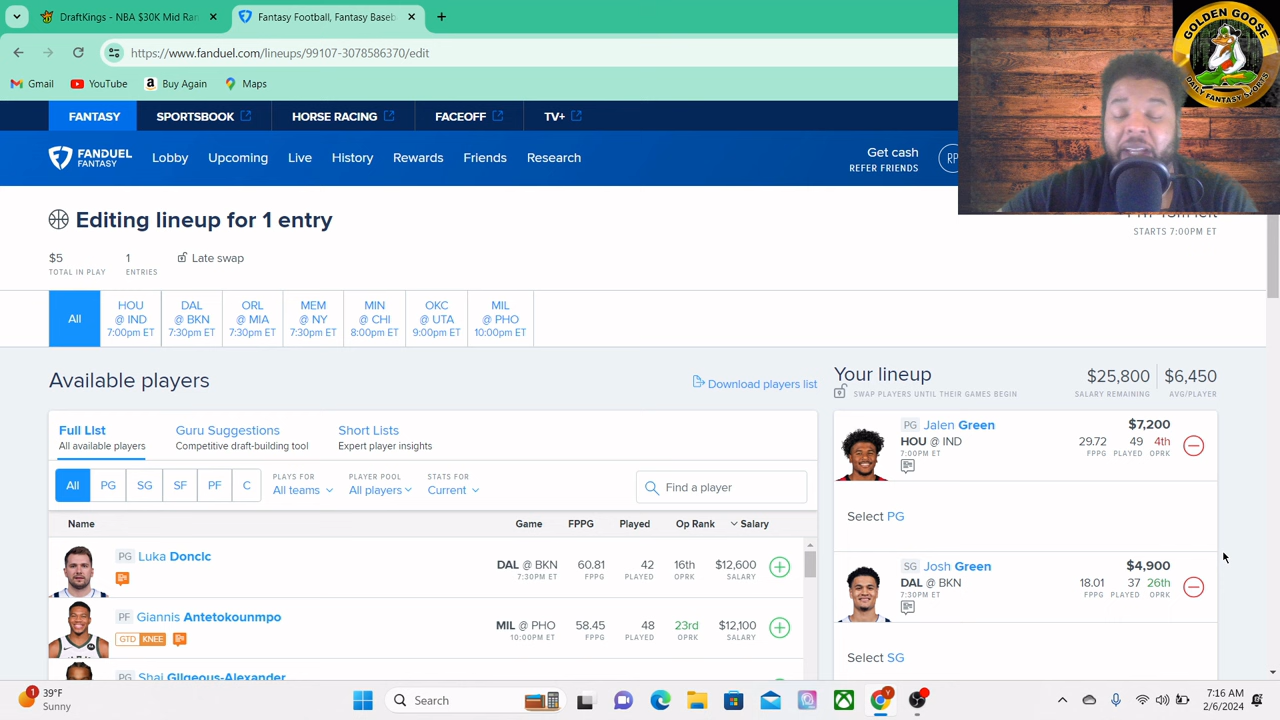 DraftKings - NBA $30K Mid Ran
Fantasy Football, Fantasy Baseb
https://www.fanduel.com/lineups/99107-3078586370/edit
Gmail YouTube Buy Again Maps
GOLDEN GOOSE
DAILY FANTASY SPORTS
FANTASY SPORTSBOOK HORSE RACING FACEOFF TV+
FANDUEL
FANTASY
Lobby Upcoming Live History Rewards Friends Research
Get cash
REFER FRIENDS
RP
Editing lineup for 1 entry
STARTS 7:00PM ET
$5 1 Late swap
TOTAL IN PLAY ENTRIES
All
HOU @ IND 7:00pm ET
DAL @ BKN 7:30pm ET
ORL @ MIA 7:30pm ET
MEM @ NY 7:30pm ET
MIN @ CHI 8:00pm ET
OKC @ UTA 9:00pm ET
MIL @ PHO 10:00pm ET
Available players
Download players list
Full List Guru Suggestions Short Lists
All available players Competitive draft-building tool Expert player insights
All PG SG SF PF C
PLAYS FOR PLAYER POOL STATS FOR
All teams All players Current
Find a player
Name Game FPPG Played Op Rank Salary
PG Luka Doncic
DAL @ BKN 60.81 42 16th $12,600
7:30PM ET FPPG PLAYED OPRK SALARY
PF Giannis Antetokounmpo
GTD KNEE
MIL @ PHO 58.45 48 23rd $12,100
10:00PM ET FPPG PLAYED OPRK SALARY
PG Shai Gilgeous-Alexander
Your lineup
SWAP PLAYERS UNTIL THEIR GAMES BEGIN
$25,800 $6,450
SALARY REMAINING AVG/PLAYER
PG Jalen Green $7,200
HOU @ IND 29.72 49 4th
7:00PM ET FPPG PLAYED OPRK
Select PG
SG Josh Green $4,900
DAL @ BKN 18.01 37 26th
7:30PM ET FPPG PLAYED OPRK
Select SG
1
39°F
Sunny
Search
Y
7:16 AM
2/6/2024